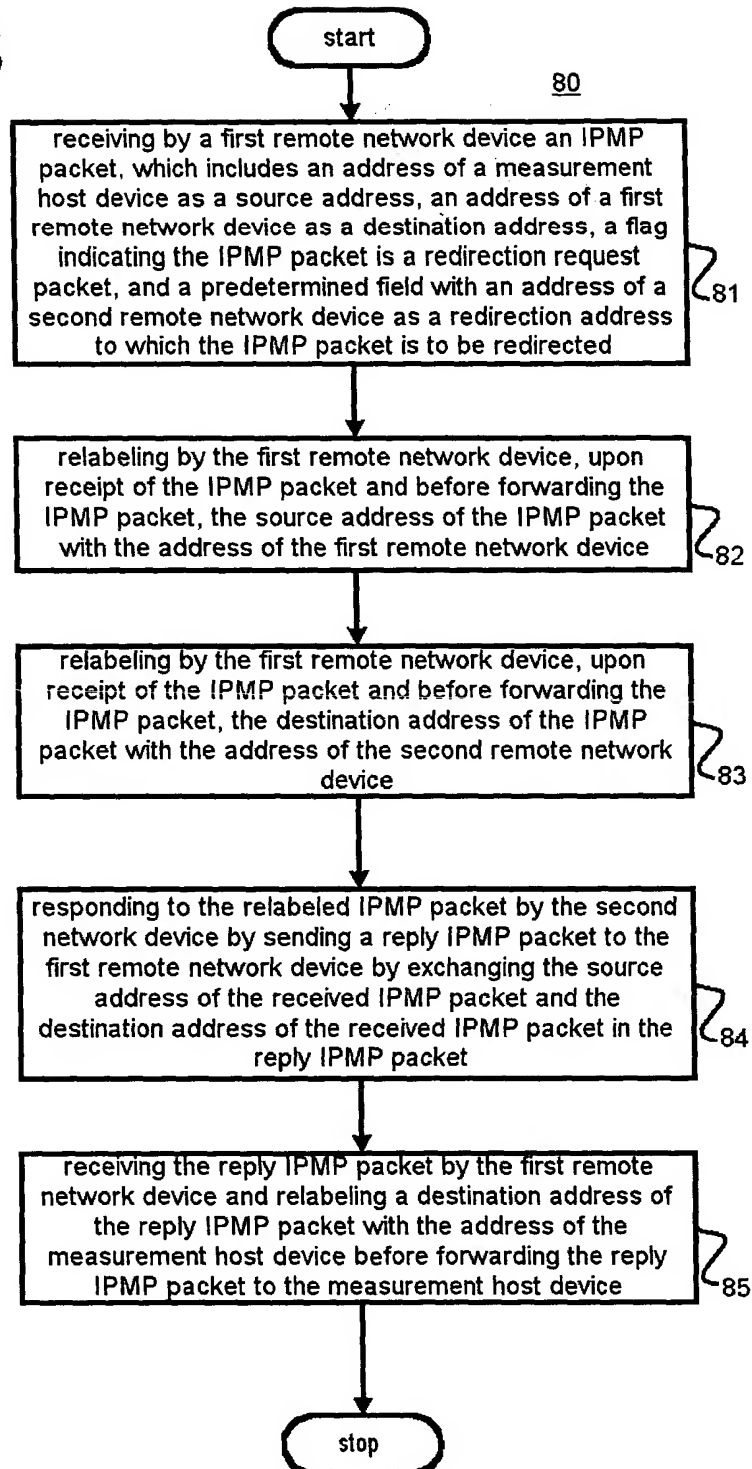 start
80
receiving by a first remote network device an IPMP
packet, which includes an address of a measurement
host device as a source address, an address of a first
remote network device as a destination address, a flag
indicating the IPMP packet is a redirection request
packet, and a predetermined field with an address of a
second remote network device as a redirection address
to which the IPMP packet is to be redirected
81
relabeling by the first remote network device, upon
receipt of the IPMP packet and before forwarding the
IPMP packet, the source address of the IPMP packet
with the address of the first remote network device
82
relabeling by the first remote network device, upon
receipt of the IPMP packet and before forwarding the
IPMP packet, the destination address of the IPMP
packet with the address of the second remote network
device
83
responding to the relabeled IPMP packet by the second
network device by sending a reply IPMP packet to the
first remote network device by exchanging the source
address of the received IPMP packet and the
destination address of the received IPMP packet in the
reply IPMP packet
84
receiving the reply IPMP packet by the first remote
network device and relabeling a destination address of
the reply IPMP packet with the address of the
measurement host device before forwarding the reply
IPMP packet to the measurement host device
85
stop